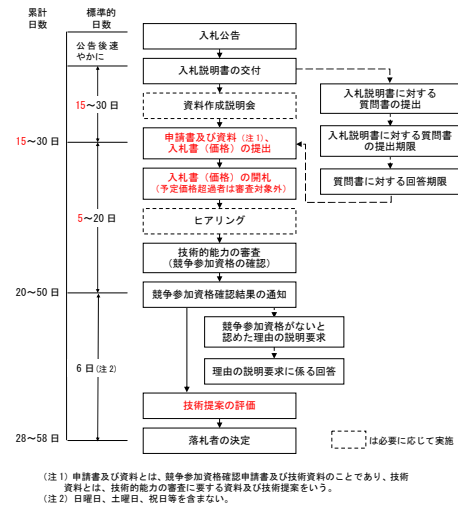 累計
日数
標準的
日数
公告後速
やかに
15～30 日
15～30 日
5～20 日
20～50 日
6 日(注2)
28～58 日
入札公告
入札説明書の交付
資料作成説明会
申請書及び資料（注1）、
入札書（価格）の提出
入札書（価格）の開札
（予定価格超過者は審査対象外）
ヒアリング
技術的能力の審査
（競争参加資格の確認）
競争参加資格確認結果の通知
競争参加資格がないと
認めた理由の説明要求
理由の説明要求に係る回答
技術提案の評価
落札者の決定
入札説明書に対する
質問書の提出
入札説明書に対する質問書
の提出期限
質問書に対する回答期限
は必要に応じて実施
（注1）申請書及び資料とは、競争参加資格確認申請書及び技術資料のことであり、技術
資料とは、技術的能力の審査に要する資料及び技術提案をいう。
（注2）日曜日、土曜日、祝日等を含まない。